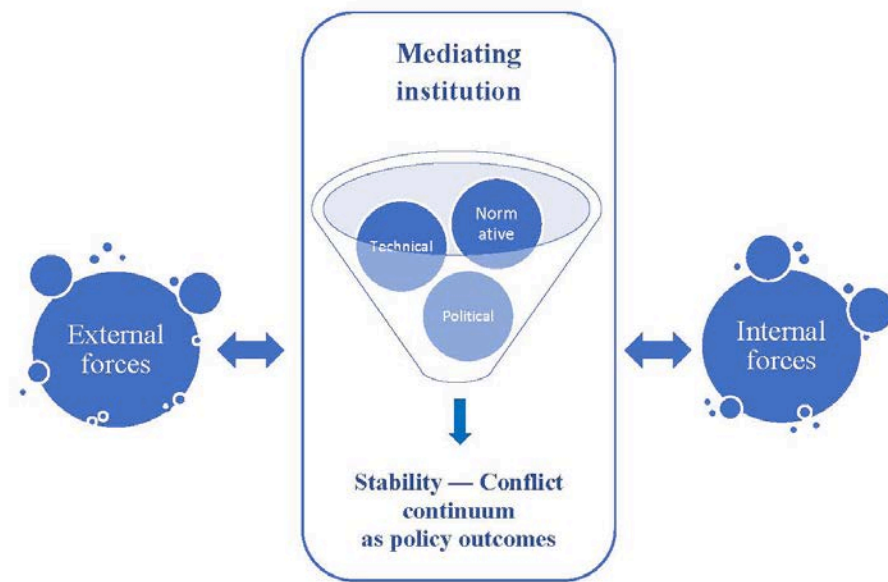 Mediating
institution
Technical
Norm
ative
Political
External
forces
Internal
forces
Stability — Conflict
continuum
as policy outcomes